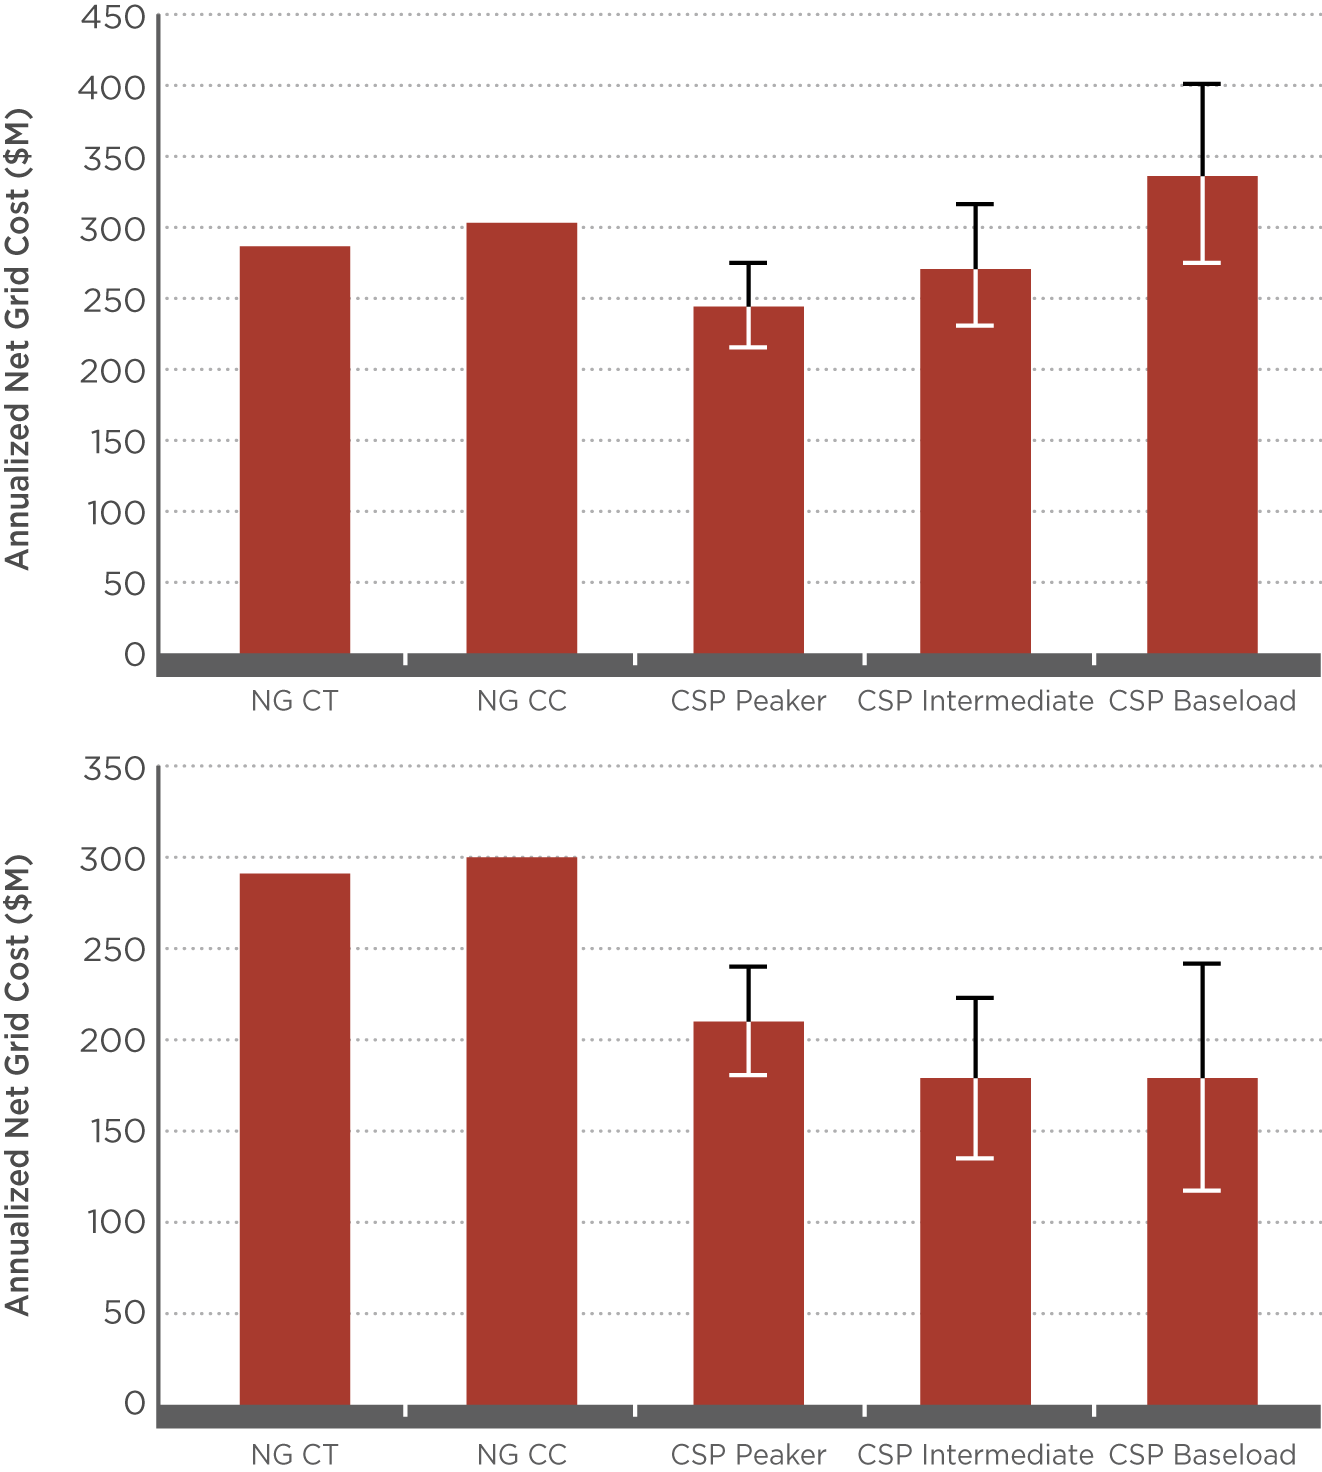 Annualized Net Grid Cost ($M)
450
400
350
300
250
200
150
100
50
0
NG CT
NG CC
CSP Peaker
CSP Intermediate
CSP Baseload
Annualized Net Grid Cost ($M)
350
300
250
200
150
100
50
0
NG CT
NG CC
CSP Peaker
CSP Intermediate
CSP Baseload